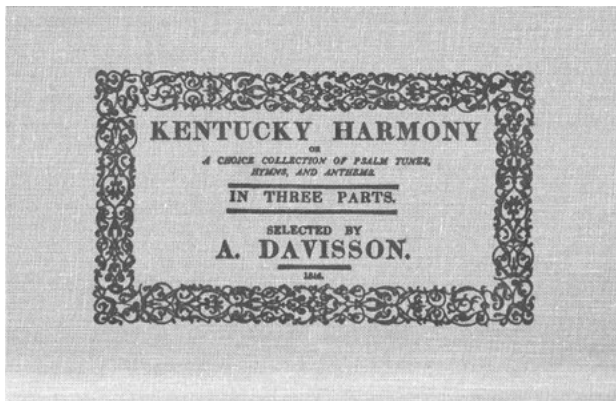 KENTUCKY HARMONY
OR
A CHOICE COLLECTION OF PSALM TUNES,
HYMNS, AND ANTHEMS.
IN THREE PARTS.
SELECTED BY
A. DAVISSON.
1816.